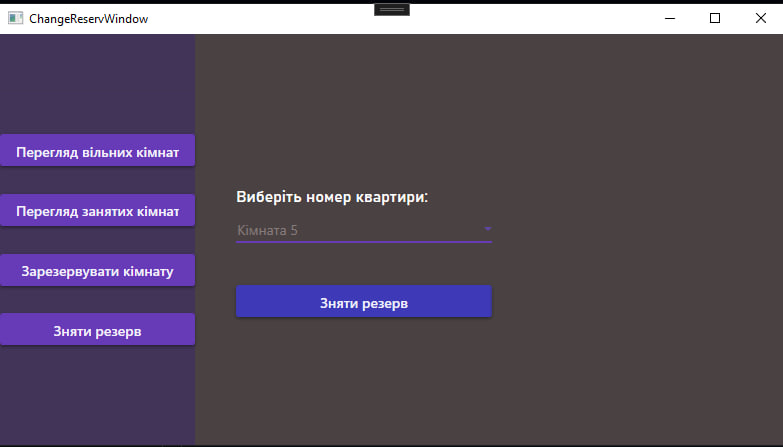 ChangeReservWindow
Перегляд вільних кімнат
Перегляд занятих кімнат
Зарезервувати кімнату
Зняти резерв
Виберіть номер квартири:
Кімната 5
Зняти резерв